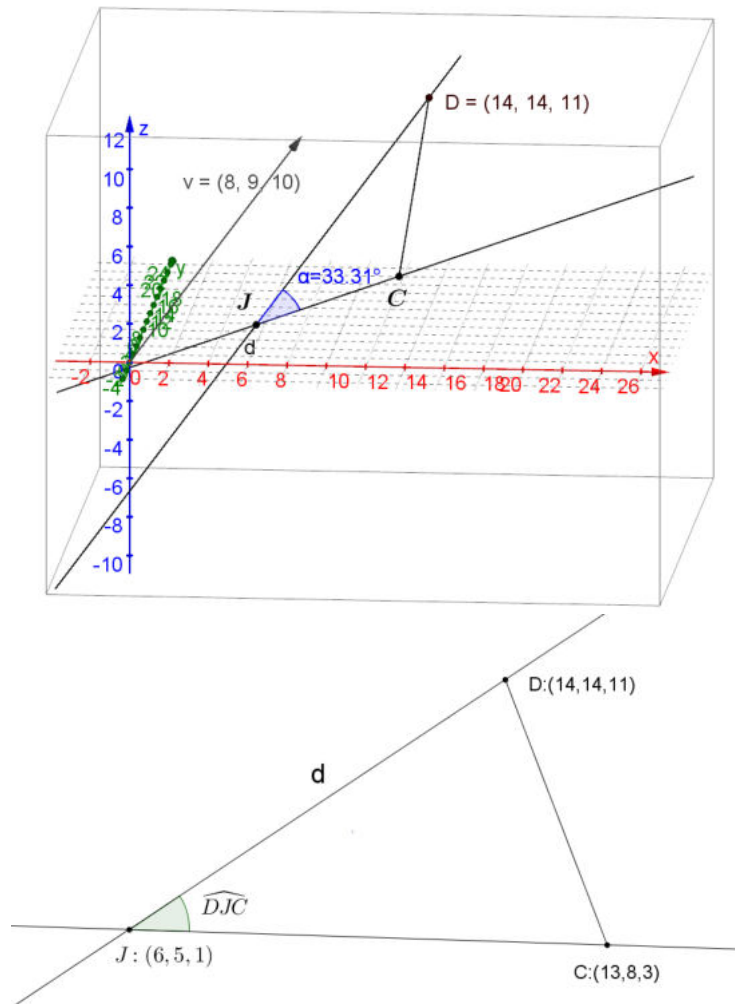 D = (14, 14, 11)
12
z
10
v = (8, 9, 10)
8
6
y
4
α=33.31°
J
C
2
d
x
-2
0
0
2
4
6
8
10
12
14
16
18
20
22
24
26
-4
-2
-4
-6
-8
-10
D:(14,14,11)
d
DJC
J : (6, 5, 1)
C:(13,8,3)